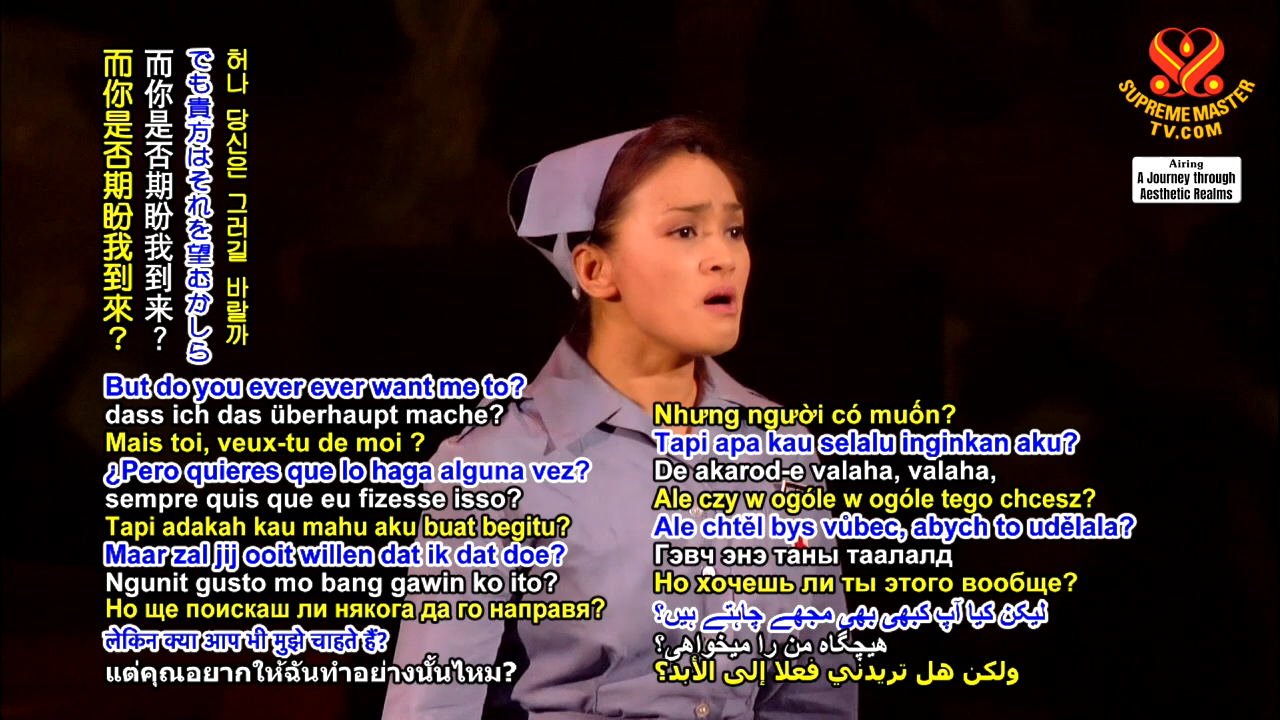 而你是否期盼我到來？
而你是否期盼我到来？
でも貴方はそれを望むかしら
허나 당신은 그러길 바랄까
SUPREME MASTER
TV.COM
Airing
A Journey through
Aesthetic Realms
But do you ever ever want me to?
dass ich das überhaupt mache?
Mais toi, veux-tu de moi ?
¿Pero quieres que lo haga alguna vez?
sempre quis que eu fizesse isso?
Tapi adakah kau mahu aku buat begitu?
Maar zal jij ooit willen dat ik dat doe?
Ngunit gusto mo bang gawin ko ito?
Но ще поискаш ли някога да го направя?
लेकिन क्या आप भी मुझे चाहते हैं?
แต่คุณอยากให้ฉันทำอย่างนั้นไหม?
Nhưng người có muốn?
Tapi apa kau selalu inginkan aku?
De akarod-e valaha, valaha,
Ale czy w ogóle w ogóle tego chcesz?
Ale chtěl bys vůbec, abych to udělala?
Гэвч энэ таны таалалд
Но хочешь ли ты этого вообще?
لیکن کیا آپ کبھی بھی مجھے چاہتے ہیں؟
هیچگاه من را میخواهی؟
ولكن هل تريدني فعلا إلى الأبد؟